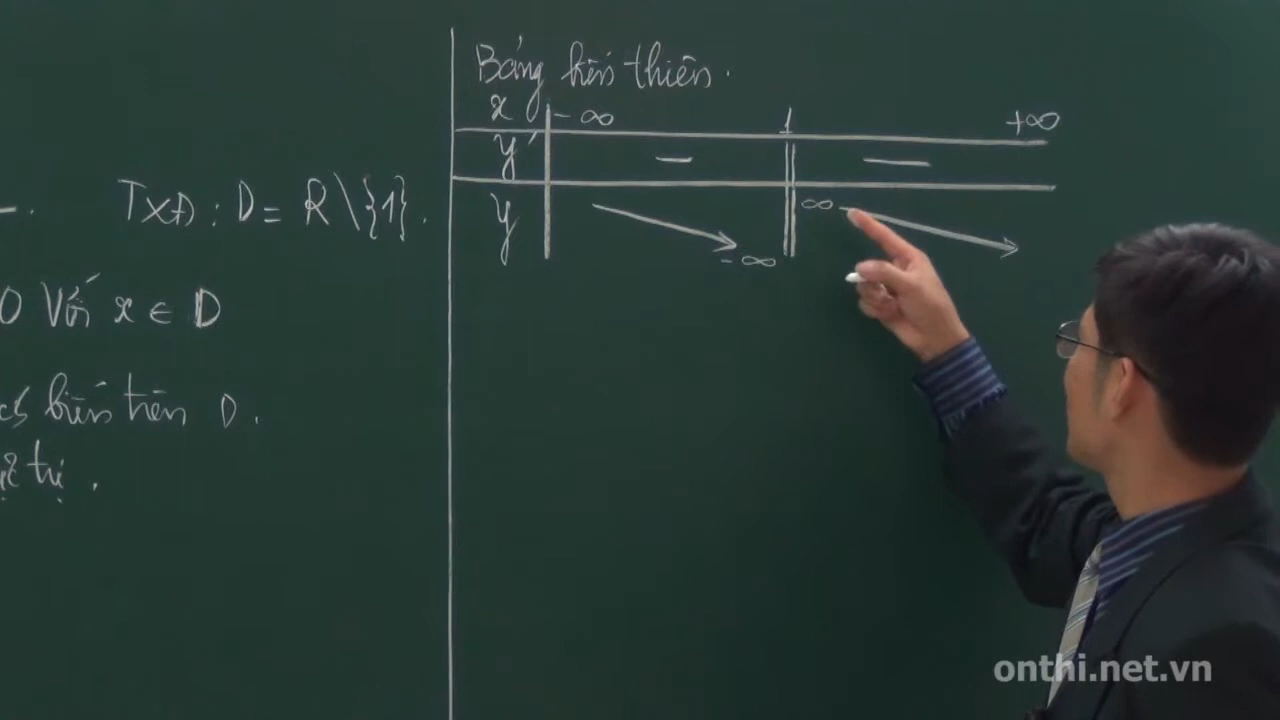 TXĐ: D = R \ {1}.
0 Với x ∈ D
biến trên D.
trị.
Bảng biến thiên.
x -∞ 1 +∞
y' - -
y -∞ ∞
onthi.net.vn